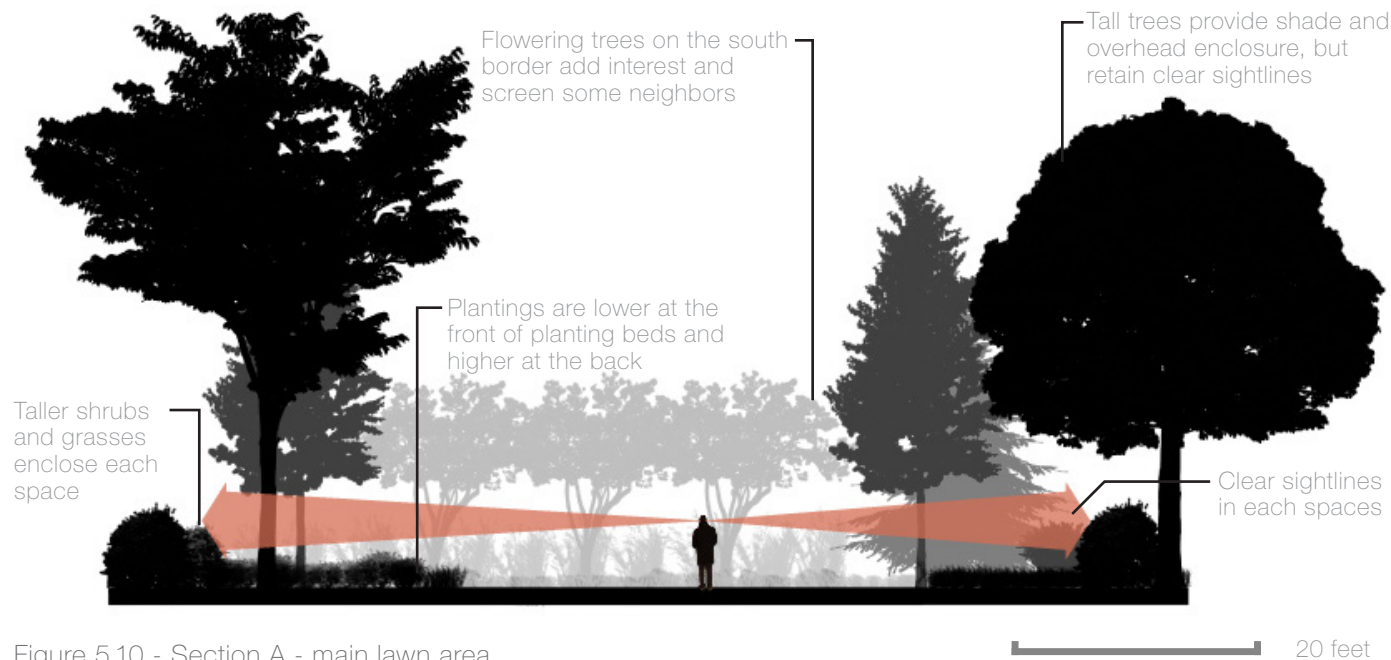 Flowering trees on the south
border add interest and
screen some neighbors
Tall trees provide shade and
overhead enclosure, but
retain clear sightlines
Plantings are lower at the
front of planting beds and
higher at the back
Taller shrubs
and grasses
enclose each
space
Clear sightlines
in each spaces
Figure 5.10 - Section A - main lawn area
20 feet